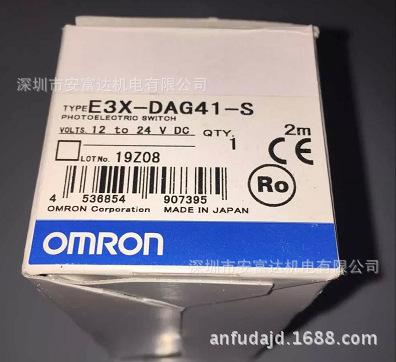 深圳市安富达机电有限公司
TYPE E3X-DAG41-S
PHOTOELECTRIC SWITCH
VOLTS. 12 to 24 V DC QTY. 1 2m
LOT No. 19Z08
CE
Ro
4 536854 907395
OMRON Corporation MADE IN JAPAN
OMRON
深圳市安富达机电有限公司
anfudajd.1688.com